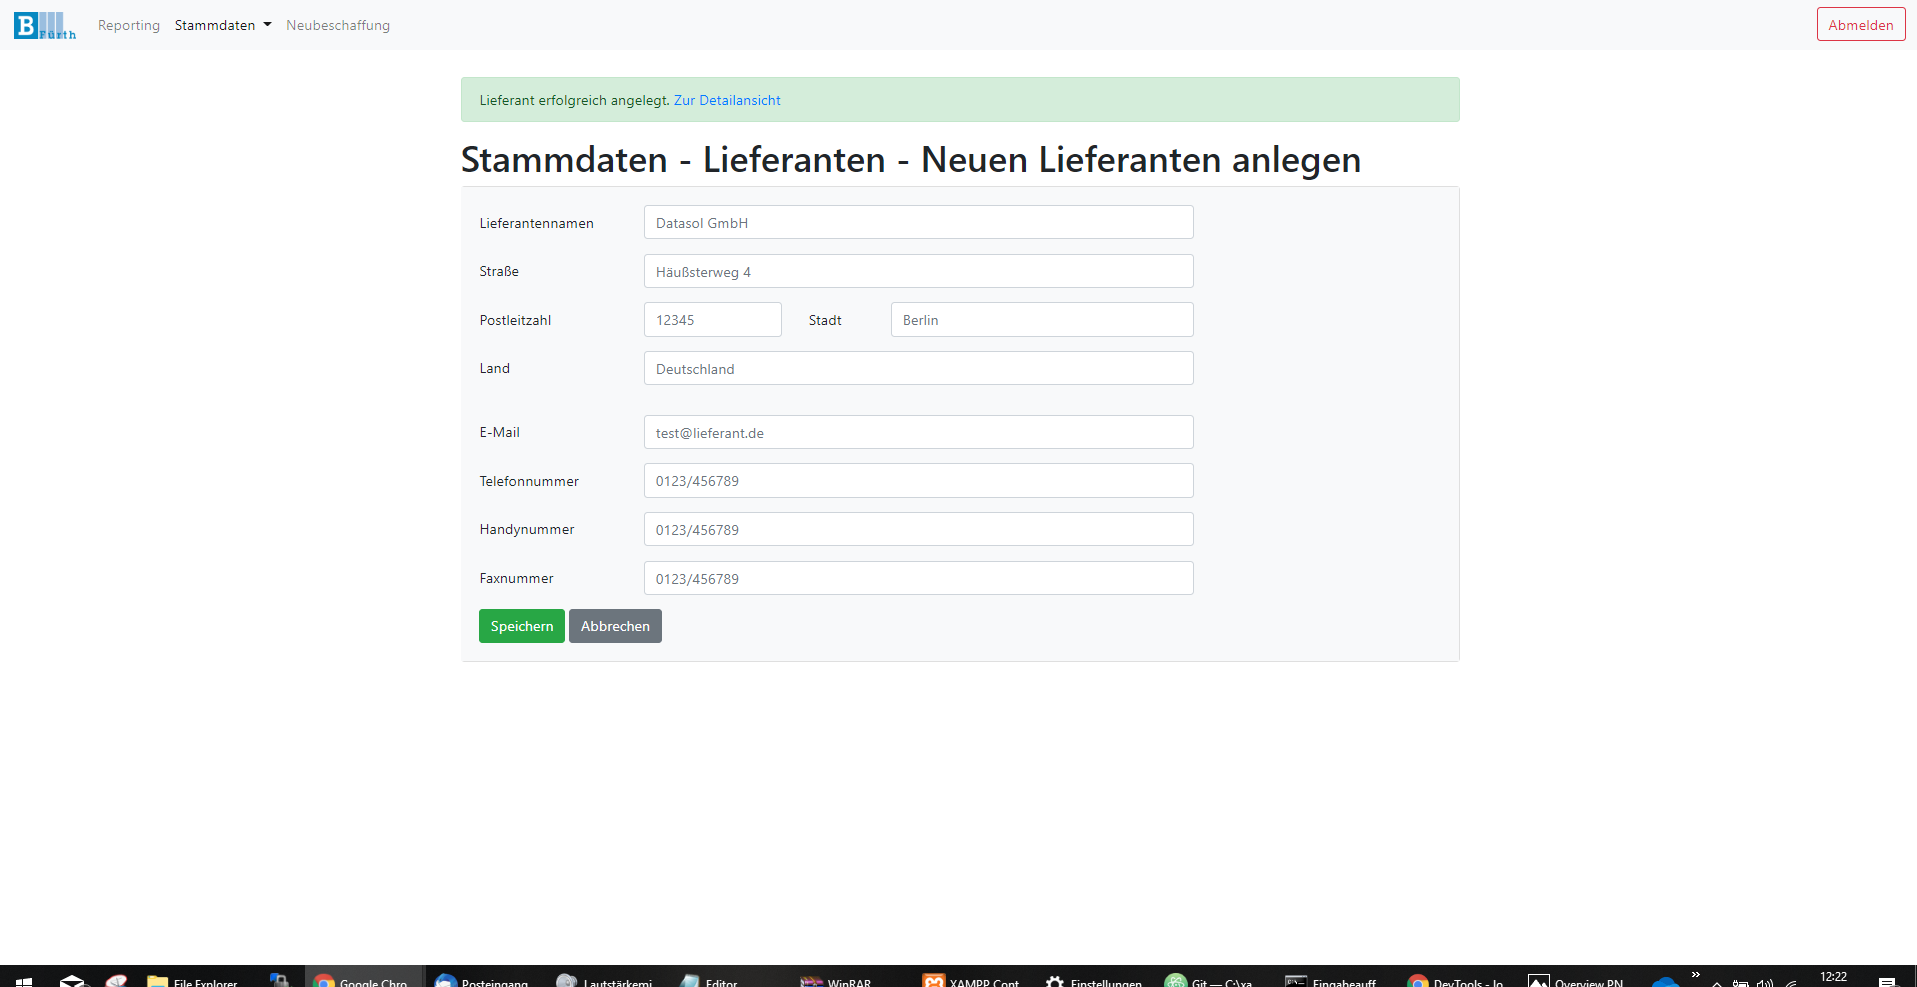 B Fürth Reporting Stammdaten Neubeschaffung Abmelden
Lieferant erfolgreich angelegt. Zur Detailansicht
Stammdaten - Lieferanten - Neuen Lieferanten anlegen
Lieferantennamen Datasol GmbH
Straße Häußsterweg 4
Postleitzahl 12345 Stadt Berlin
Land Deutschland
E-Mail test@lieferant.de
Telefonnummer 0123/456789
Handynummer 0123/456789
Faxnummer 0123/456789
Speichern Abbrechen
File Explorer Google Chro Posteingang Lautstärkemi Editor WinRAR XAMPP Cont Einstellungen Git — C:\xa Eingabeauff DevTools - lo Overview PN » 12:22